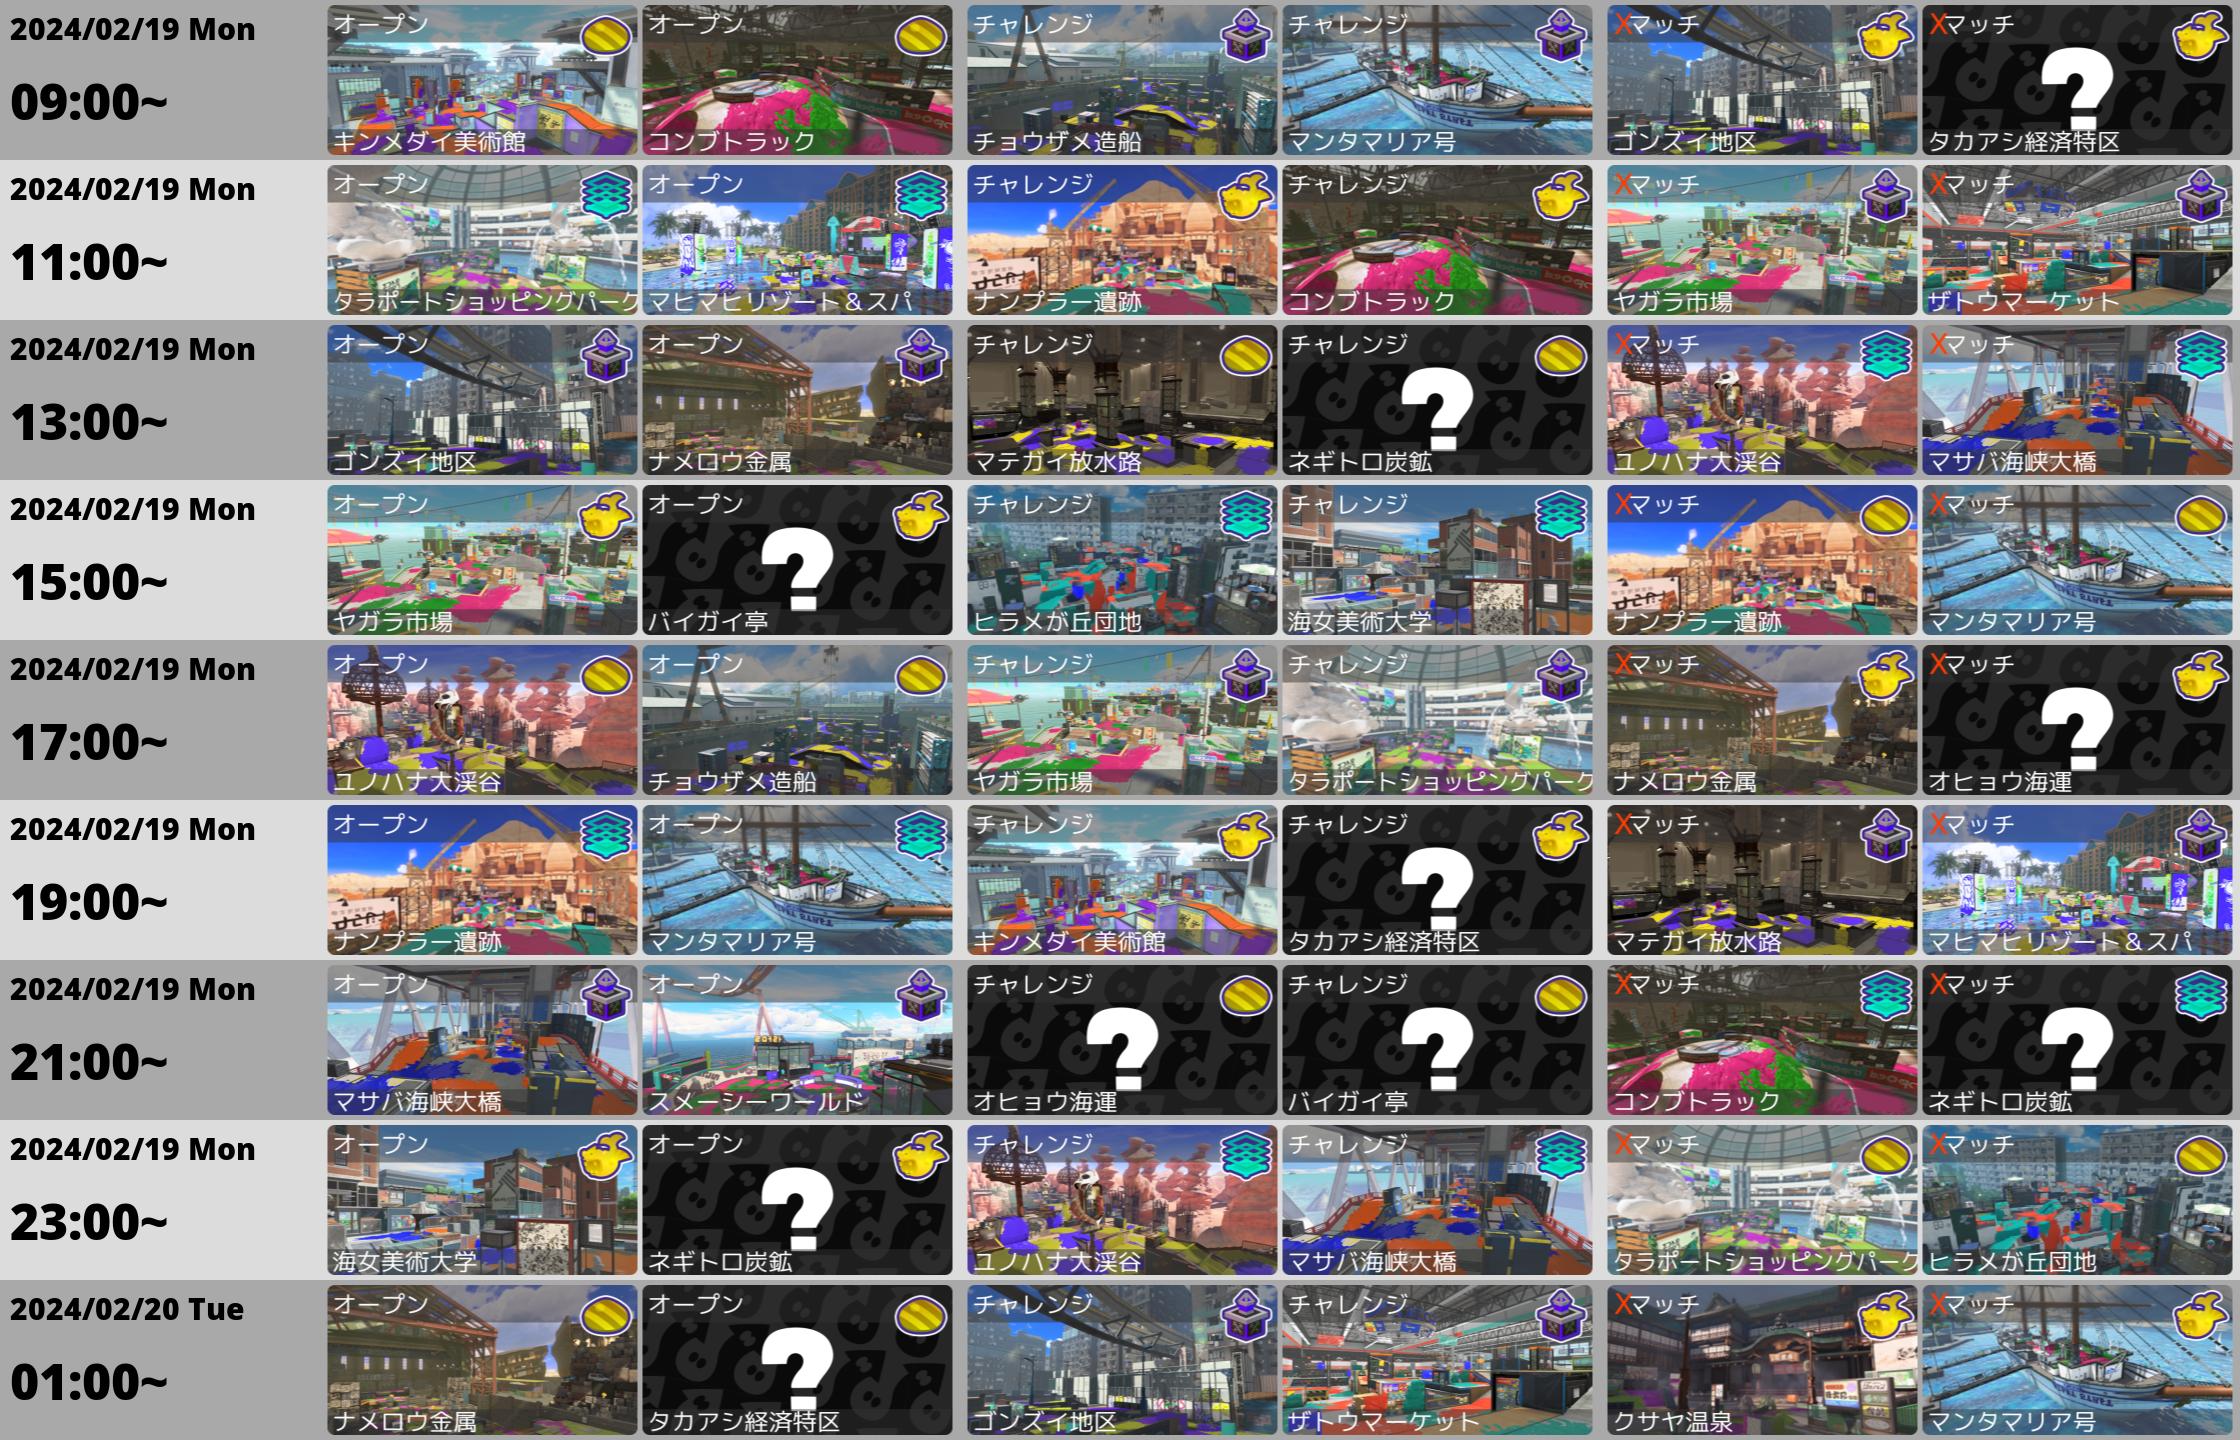 2024/02/19 Mon
09:00~
オープン
キンメダイ美術館
オープン
コンブトラック
チャレンジ
チョウザメ造船
チャレンジ
マンタマリア号
Xマッチ
ゴンズイ地区
Xマッチ
タカアシ経済特区
2024/02/19 Mon
11:00~
オープン
タラポートショッピングパーク
オープン
マヒマヒリゾート＆スパ
チャレンジ
ナンプラー遺跡
チャレンジ
コンブトラック
Xマッチ
ヤガラ市場
Xマッチ
ザトウマーケット
2024/02/19 Mon
13:00~
オープン
ゴンズイ地区
オープン
ナメロウ金属
チャレンジ
マテガイ放水路
チャレンジ
ネギトロ炭鉱
Xマッチ
ユノハナ大渓谷
Xマッチ
マサバ海峡大橋
2024/02/19 Mon
15:00~
オープン
ヤガラ市場
オープン
バイガイ亭
チャレンジ
ヒラメが丘団地
チャレンジ
海女美術大学
Xマッチ
ナンプラー遺跡
Xマッチ
マンタマリア号
2024/02/19 Mon
17:00~
オープン
ユノハナ大渓谷
オープン
チョウザメ造船
チャレンジ
ヤガラ市場
チャレンジ
タラポートショッピングパーク
Xマッチ
ナメロウ金属
Xマッチ
オヒョウ海運
2024/02/19 Mon
19:00~
オープン
ナンプラー遺跡
オープン
マンタマリア号
チャレンジ
キンメダイ美術館
チャレンジ
タカアシ経済特区
Xマッチ
マテガイ放水路
Xマッチ
マヒマヒリゾート＆スパ
2024/02/19 Mon
21:00~
オープン
マサバ海峡大橋
オープン
スメーシーワールド
チャレンジ
オヒョウ海運
チャレンジ
バイガイ亭
Xマッチ
コンブトラック
Xマッチ
ネギトロ炭鉱
2024/02/19 Mon
23:00~
オープン
海女美術大学
オープン
ネギトロ炭鉱
チャレンジ
ユノハナ大渓谷
チャレンジ
マサバ海峡大橋
Xマッチ
タラポートショッピングパーク
Xマッチ
ヒラメが丘団地
2024/02/20 Tue
01:00~
オープン
ナメロウ金属
オープン
タカアシ経済特区
チャレンジ
ゴンズイ地区
チャレンジ
ザトウマーケット
Xマッチ
クサヤ温泉
Xマッチ
マンタマリア号